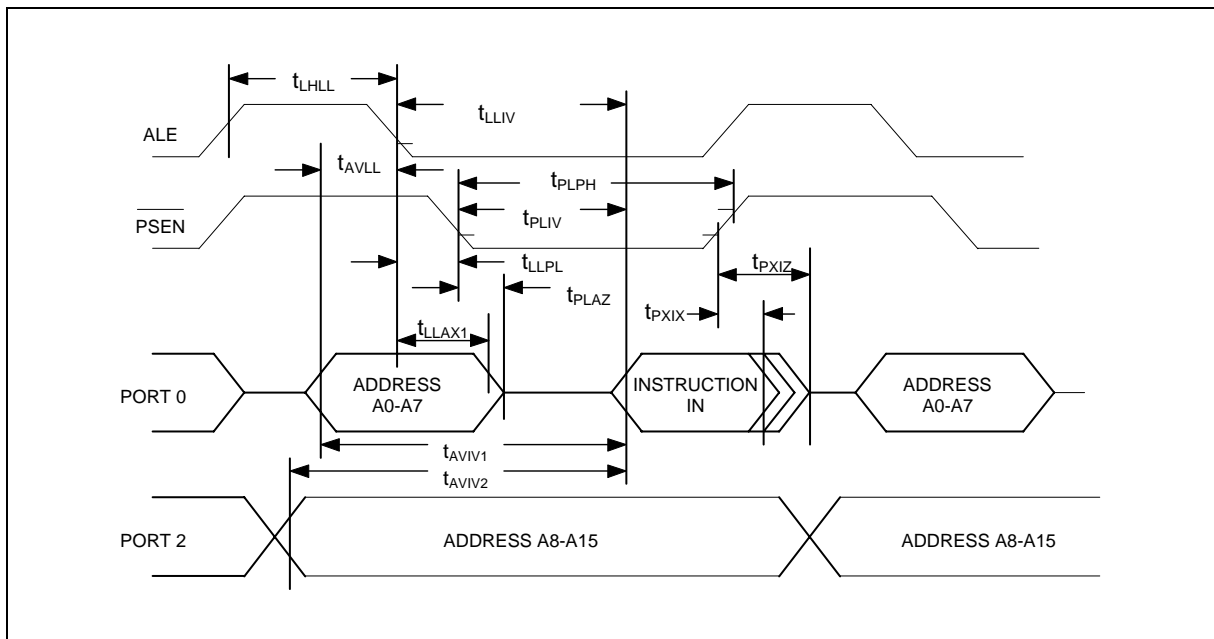 tLHLL
tLLIV
ALE
tAVLL
tPLPH
PSEN
tPLIV
tLLPL
tPXIZ
tPLAZ
tPXIX
tLLAX1
PORT 0
ADDRESS
A0-A7
INSTRUCTION
IN
ADDRESS
A0-A7
tAVIV1
tAVIV2
PORT 2
ADDRESS A8-A15
ADDRESS A8-A15